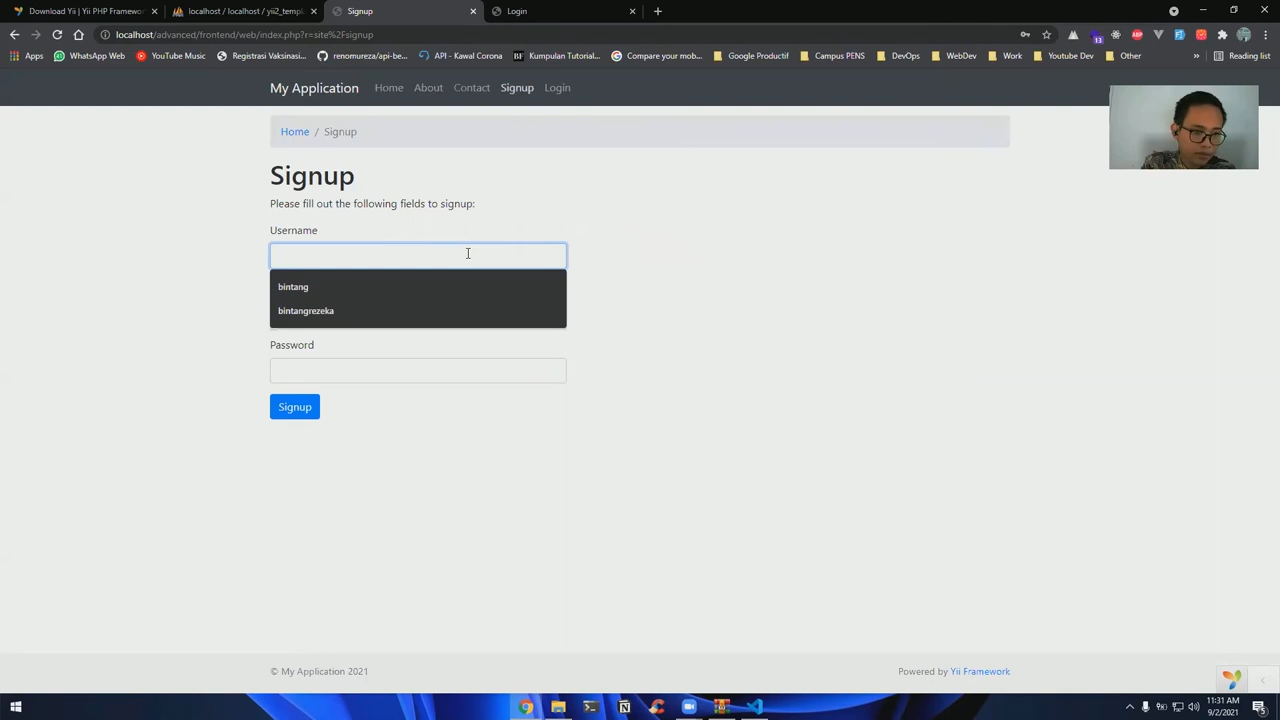 Download Yii | Yii PHP Framewor
localhost / localhost / yii2_templ
Signup
Login
localhost/advanced/frontend/web/index.php?r=site%2Fsignup
Apps
WhatsApp Web
YouTube Music
Registrasi Vaksinasi...
renomureza/api-be...
API - Kawal Corona
Kumpulan Tutorial...
Compare your mob...
Google Productif
Campus PENS
DevOps
WebDev
Work
Youtube Dev
Other
»
Reading list
My Application
Home
About
Contact
Signup
Login
Home / Signup
Signup
Please fill out the following fields to signup:
Username
bintang
bintangrezeka
Password
Signup
© My Application 2021
Powered by Yii Framework
11:31 AM
9/2/2021